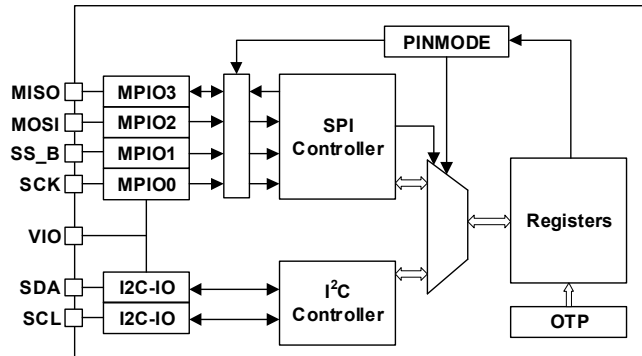 PINMODE
MISO
MPIO3
MOSI
MPIO2
SS_B
MPIO1
SCK
MPIO0
SPI
Controller
VIO
Registers
SDA
I2C-IO
SCL
I2C-IO
I²C
Controller
OTP